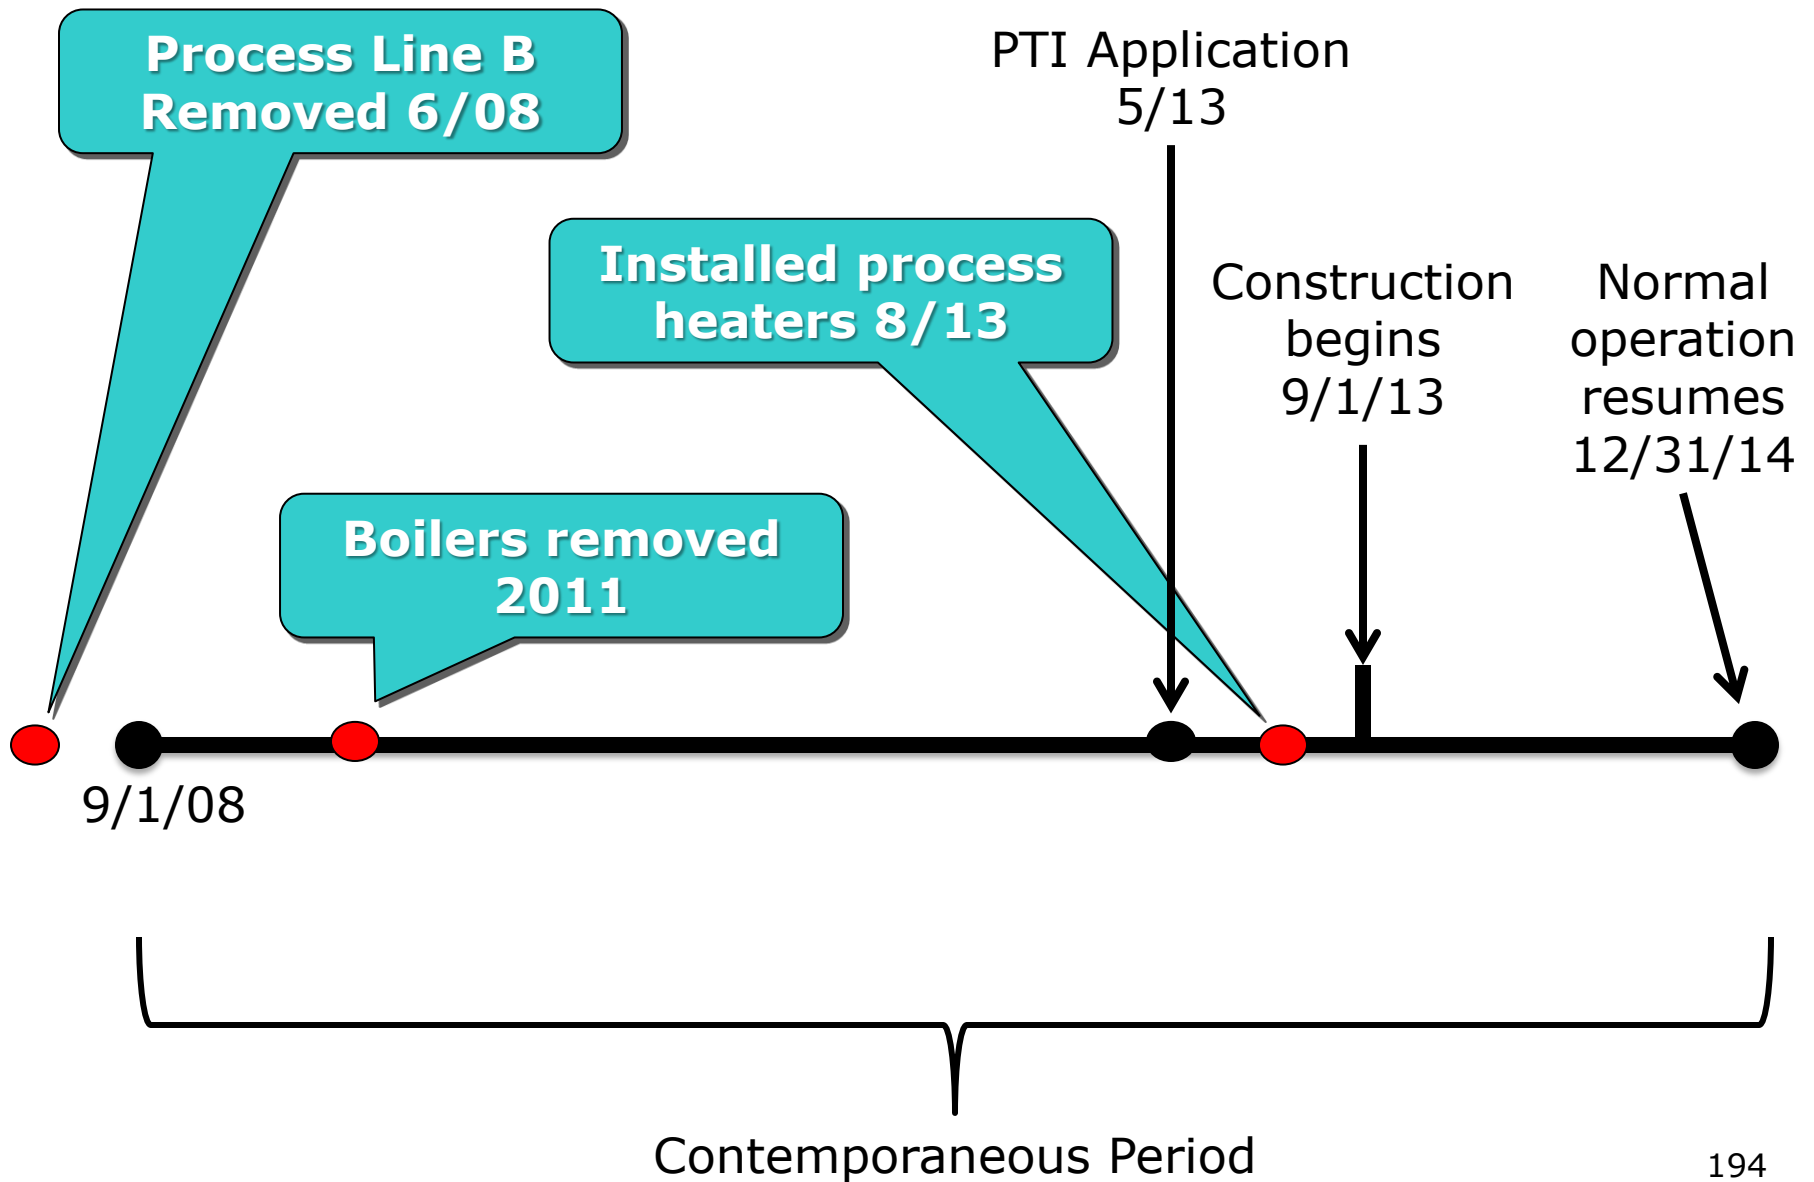 Process Line B
Removed 6/08
PTI Application
5/13
Installed process
heaters 8/13
Construction
begins
9/1/13
Normal
operation
resumes
12/31/14
Boilers removed
2011
9/1/08
Contemporaneous Period
194